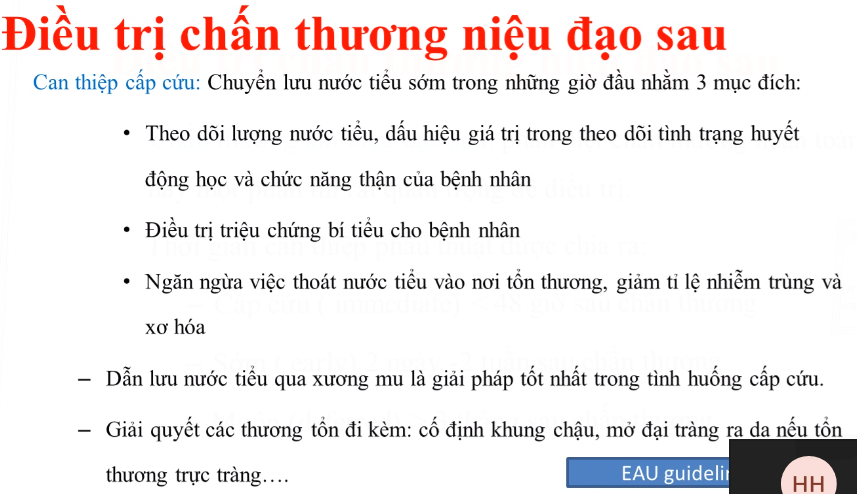 Điều trị chấn thương niệu đạo sau
Can thiệp cấp cứu: Chuyển lưu nước tiểu sớm trong những giờ đầu nhằm 3 mục đích:
• Theo dõi lượng nước tiểu, dấu hiệu giá trị trong theo dõi tình trạng huyết
động học và chức năng thận của bệnh nhân
• Điều trị triệu chứng bí tiểu cho bệnh nhân
• Ngăn ngừa việc thoát nước tiểu vào nơi tổn thương, giảm tỉ lệ nhiễm trùng và
xơ hóa
– Dẫn lưu nước tiểu qua xương mu là giải pháp tốt nhất trong tình huống cấp cứu.
– Giải quyết các thương tổn đi kèm: cố định khung chậu, mở đại tràng ra da nếu tổn
thương trực tràng….
EAU guidelin
HH